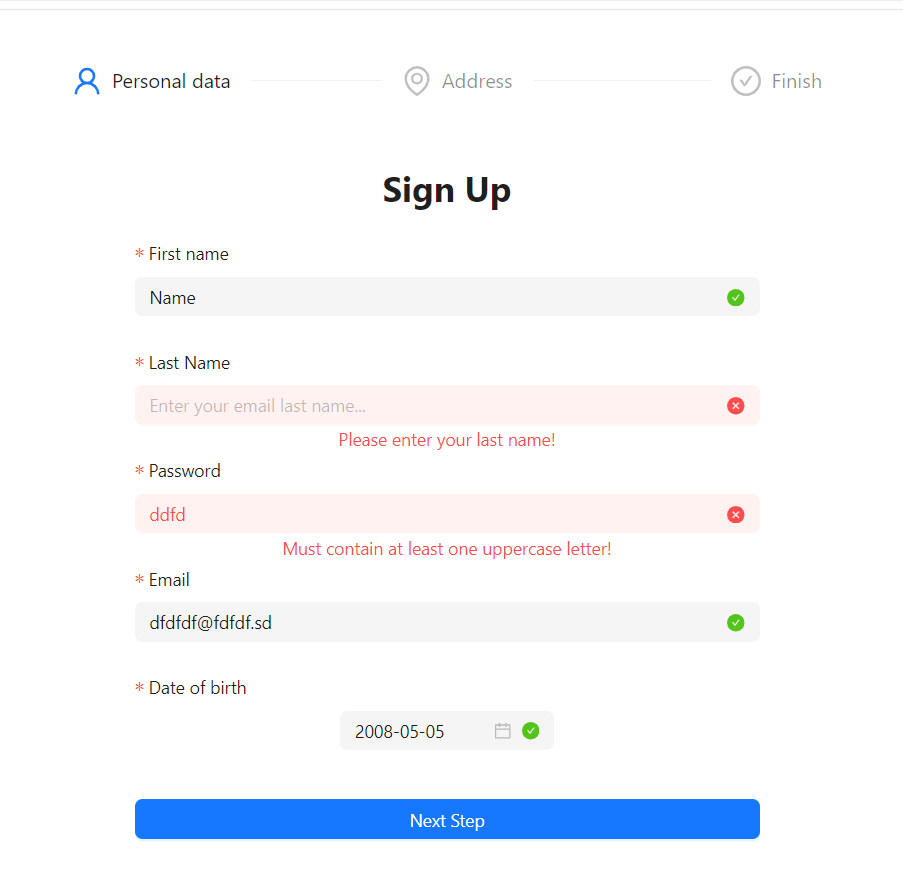 Personal data
Address
Finish
Sign Up
* First name
Name
* Last Name
Enter your email last name...
Please enter your last name!
* Password
ddfd
Must contain at least one uppercase letter!
* Email
dfdfdf@fdfdf.sd
* Date of birth
2008-05-05
Next Step